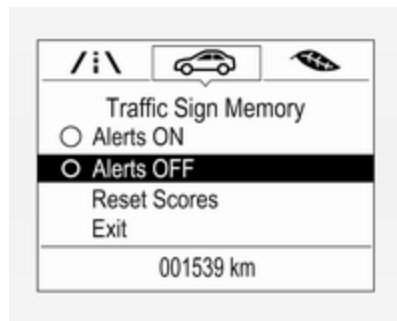 Traffic Sign Memory
Alerts ON
Alerts OFF
Reset Scores
Exit
001539 km